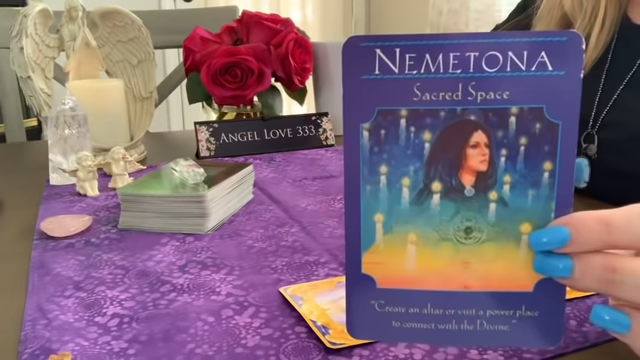 NEMETONA
Sacred Space
ANGEL LOVE 333
"Create an altar or visit a power place
to connect with the Divine."